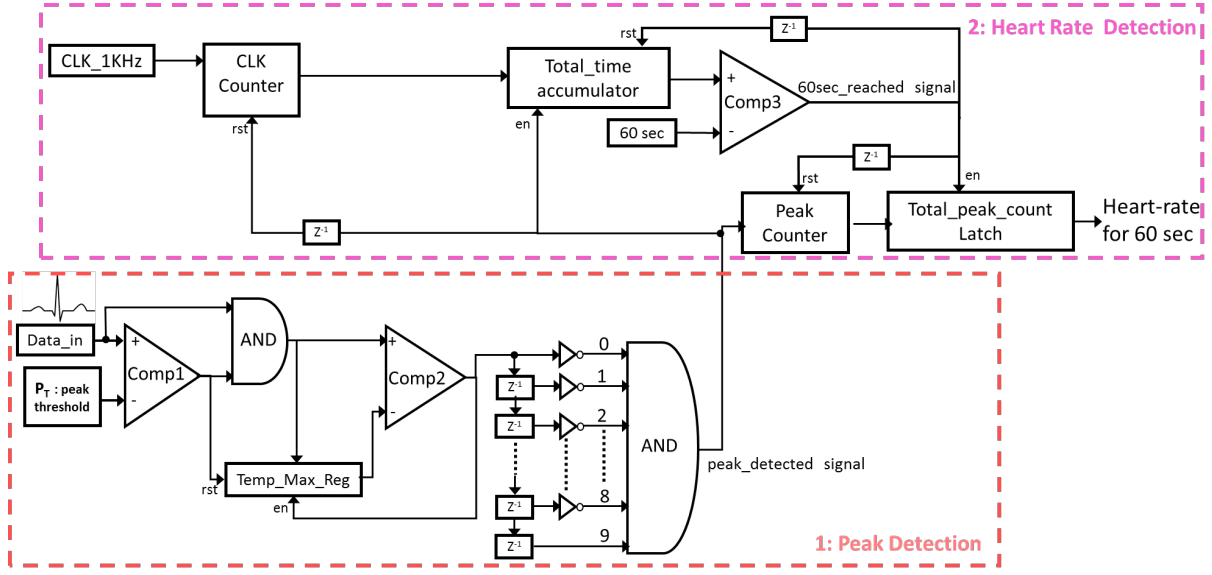 2: Heart Rate Detection
Z-1
rst
CLK_1KHz
CLK
Counter
rst
Total_time
accumulator
en
+
-
Comp3
60 sec
60sec_reached signal
Z-1
rst
en
Z-1
Peak
Counter
Total_peak_count
Latch
Heart-rate
for 60 sec
Data_in
PT : peak
threshold
+
-
Comp1
AND
Temp_Max_Reg
rst
en
+
-
Comp2
Z-1
Z-1
Z-1
Z-1
0
1
2
8
9
AND
peak_detected signal
1: Peak Detection